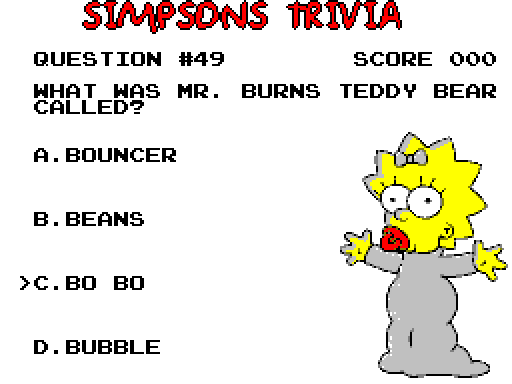 SIMPSONS TRIVIA
QUESTION #49 SCORE 000
WHAT WAS MR. BURNS TEDDY BEAR
CALLED?
A.BOUNCER
B.BEANS
>C.BO BO
D.BUBBLE